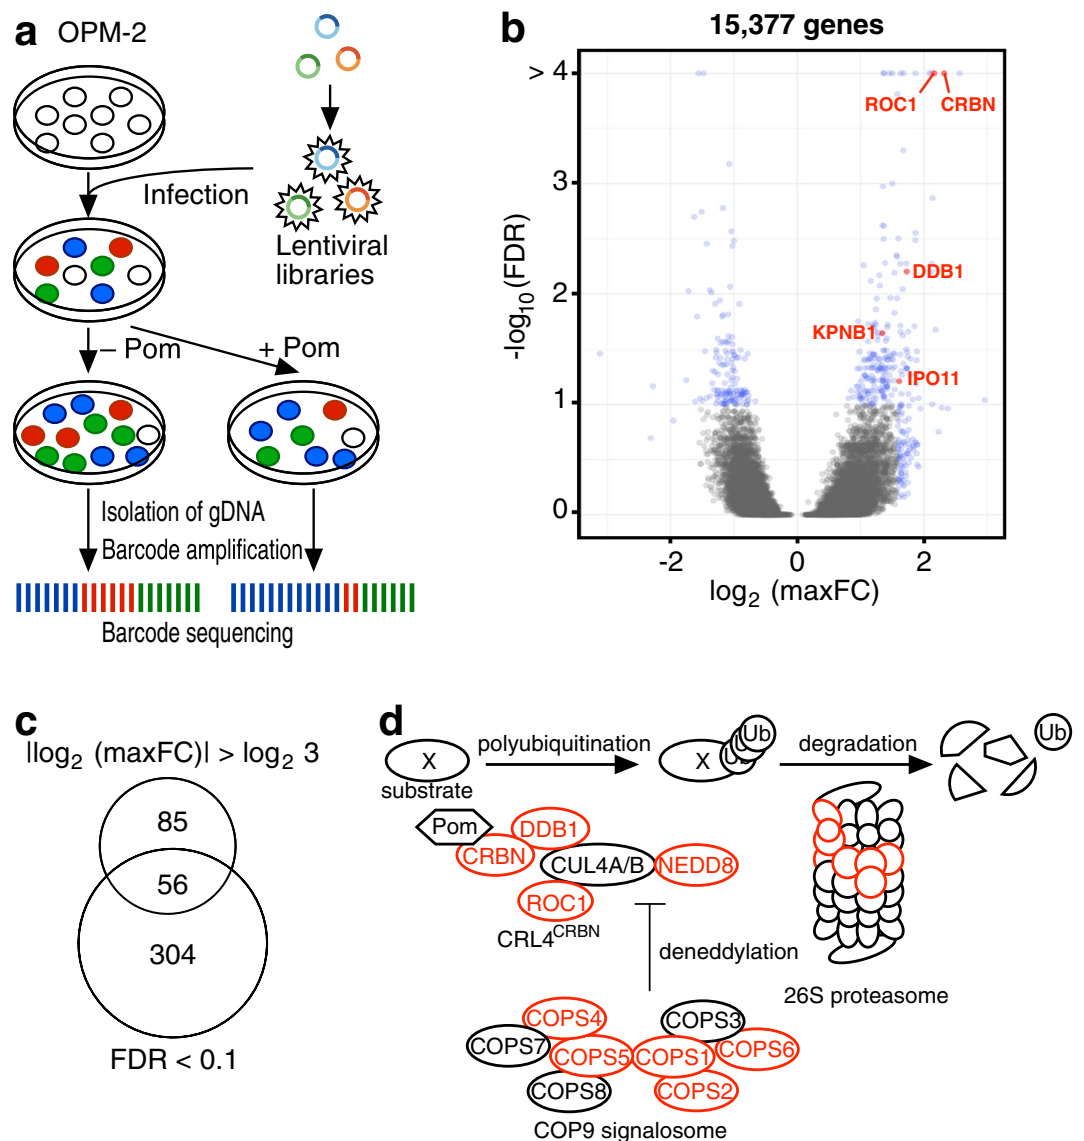 a OPM-2
Infection
Lentiviral
libraries
– Pom
+ Pom
Isolation of gDNA
Barcode amplification
Barcode sequencing
b
15,377 genes
> 4
3
2
1
0
-log10(FDR)
-2
0
2
log2 (maxFC)
ROC1
CRBN
DDB1
KPNB1
IPO11
c
|log2 (maxFC)| > log2 3
85
56
304
FDR < 0.1
d
X
substrate
polyubiquitination
X
Ub
Ub
degradation
Ub
Pom
CRBN
DDB1
CUL4A/B
NEDD8
ROC1
CRL4CRBN
deneddylation
26S proteasome
COPS4
COPS3
COPS7
COPS5
COPS1
COPS6
COPS8
COPS2
COP9 signalosome